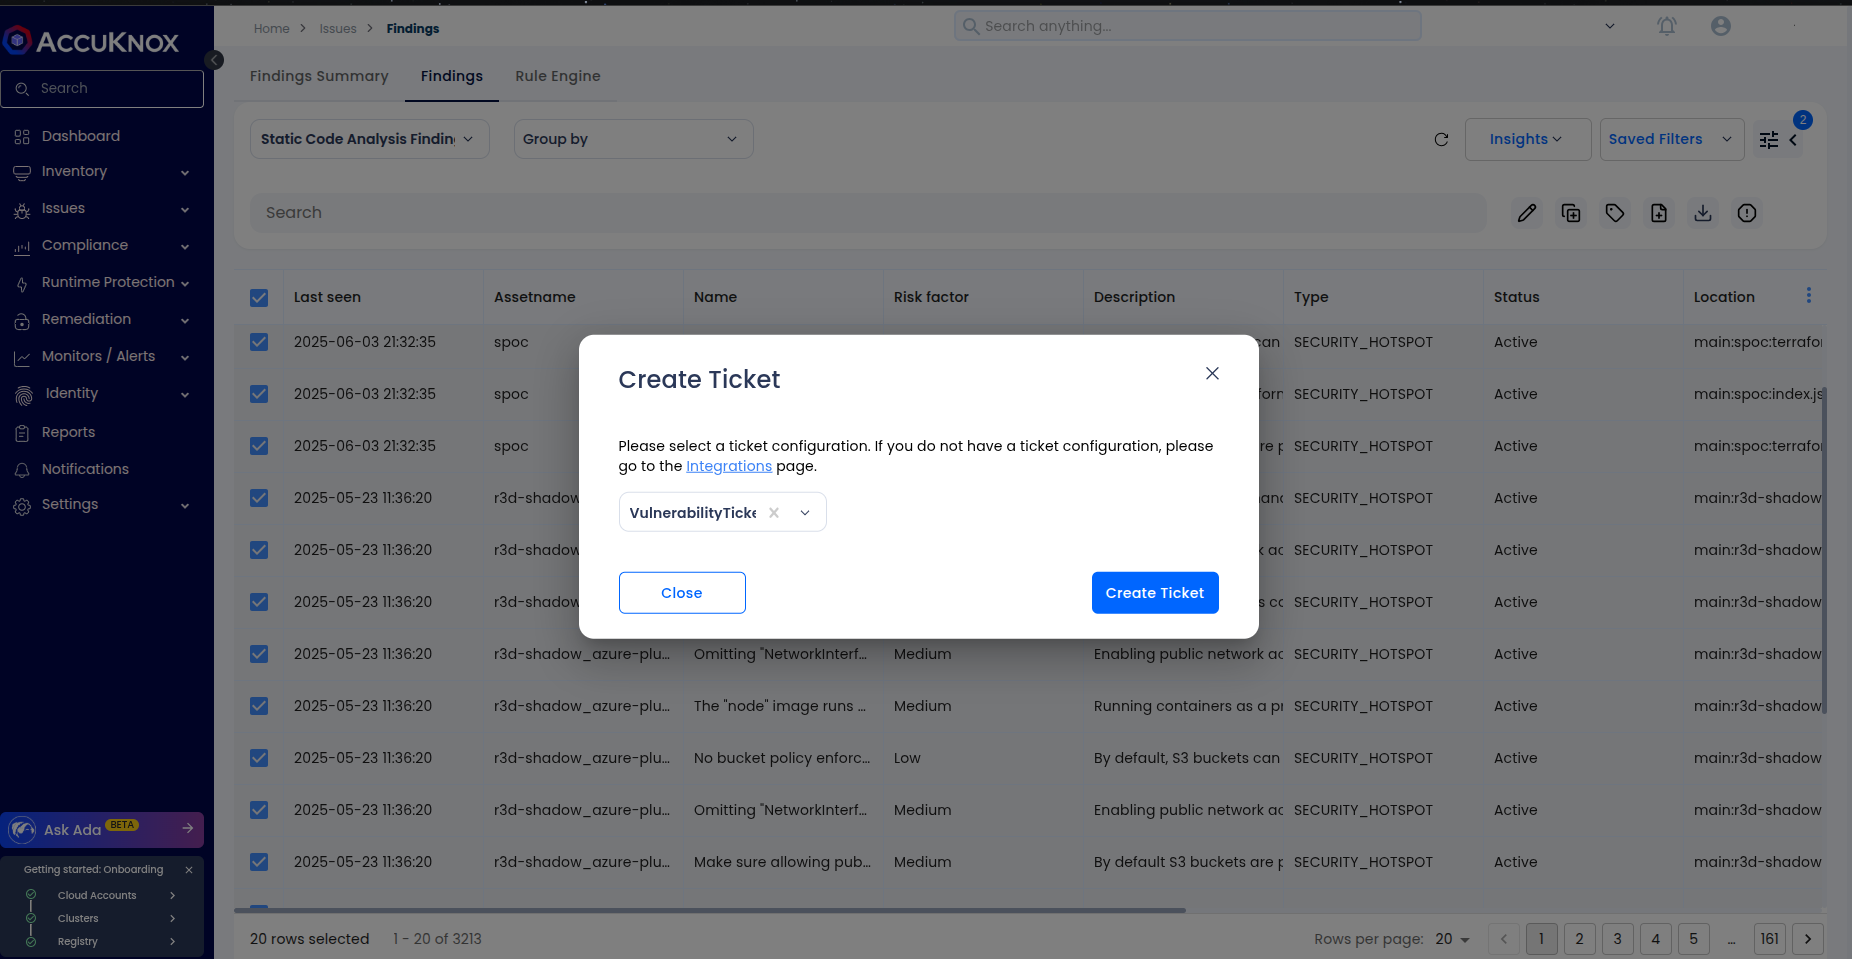 ACCUKNOX
Home > Issues > Findings
Search anything...
Search
Dashboard
Inventory
Issues
Compliance
Runtime Protection
Remediation
Monitors / Alerts
Identity
Reports
Notifications
Settings
Ask Ada BETA
Getting started: Onboarding
Cloud Accounts
Clusters
Registry
Findings Summary Findings Rule Engine
Static Code Analysis Findin Group by Insights Saved Filters 2
Search
Last seen Assetname Name Risk factor Description Type Status Location
2025-06-03 21:32:35 spoc can SECURITY_HOTSPOT Active main:spoc:terrafor
2025-06-03 21:32:35 spoc forn SECURITY_HOTSPOT Active main:spoc:index.js
2025-06-03 21:32:35 spoc re p SECURITY_HOTSPOT Active main:spoc:terrafor
2025-05-23 11:36:20 r3d-shadow SECURITY_HOTSPOT Active main:r3d-shadow
2025-05-23 11:36:20 r3d-shadow ac SECURITY_HOTSPOT Active main:r3d-shadow
2025-05-23 11:36:20 r3d-shadow s cc SECURITY_HOTSPOT Active main:r3d-shadow
2025-05-23 11:36:20 r3d-shadow_azure-plu... Omitting "NetworkInterf... Medium Enabling public network ac SECURITY_HOTSPOT Active main:r3d-shadow
2025-05-23 11:36:20 r3d-shadow_azure-plu... The "node" image runs ... Medium Running containers as a pr SECURITY_HOTSPOT Active main:r3d-shadow
2025-05-23 11:36:20 r3d-shadow_azure-plu... No bucket policy enforc... Low By default, S3 buckets can SECURITY_HOTSPOT Active main:r3d-shadow
2025-05-23 11:36:20 r3d-shadow_azure-plu... Omitting "NetworkInterf... Medium Enabling public network ac SECURITY_HOTSPOT Active main:r3d-shadow
2025-05-23 11:36:20 r3d-shadow_azure-plu... Make sure allowing pub... Medium By default S3 buckets are p SECURITY_HOTSPOT Active main:r3d-shadow
20 rows selected 1 - 20 of 3213 Rows per page: 20 1 2 3 4 5 ... 161
Create Ticket
Please select a ticket configuration. If you do not have a ticket configuration, please
go to the Integrations page.
VulnerabilityTicke
Close Create Ticket